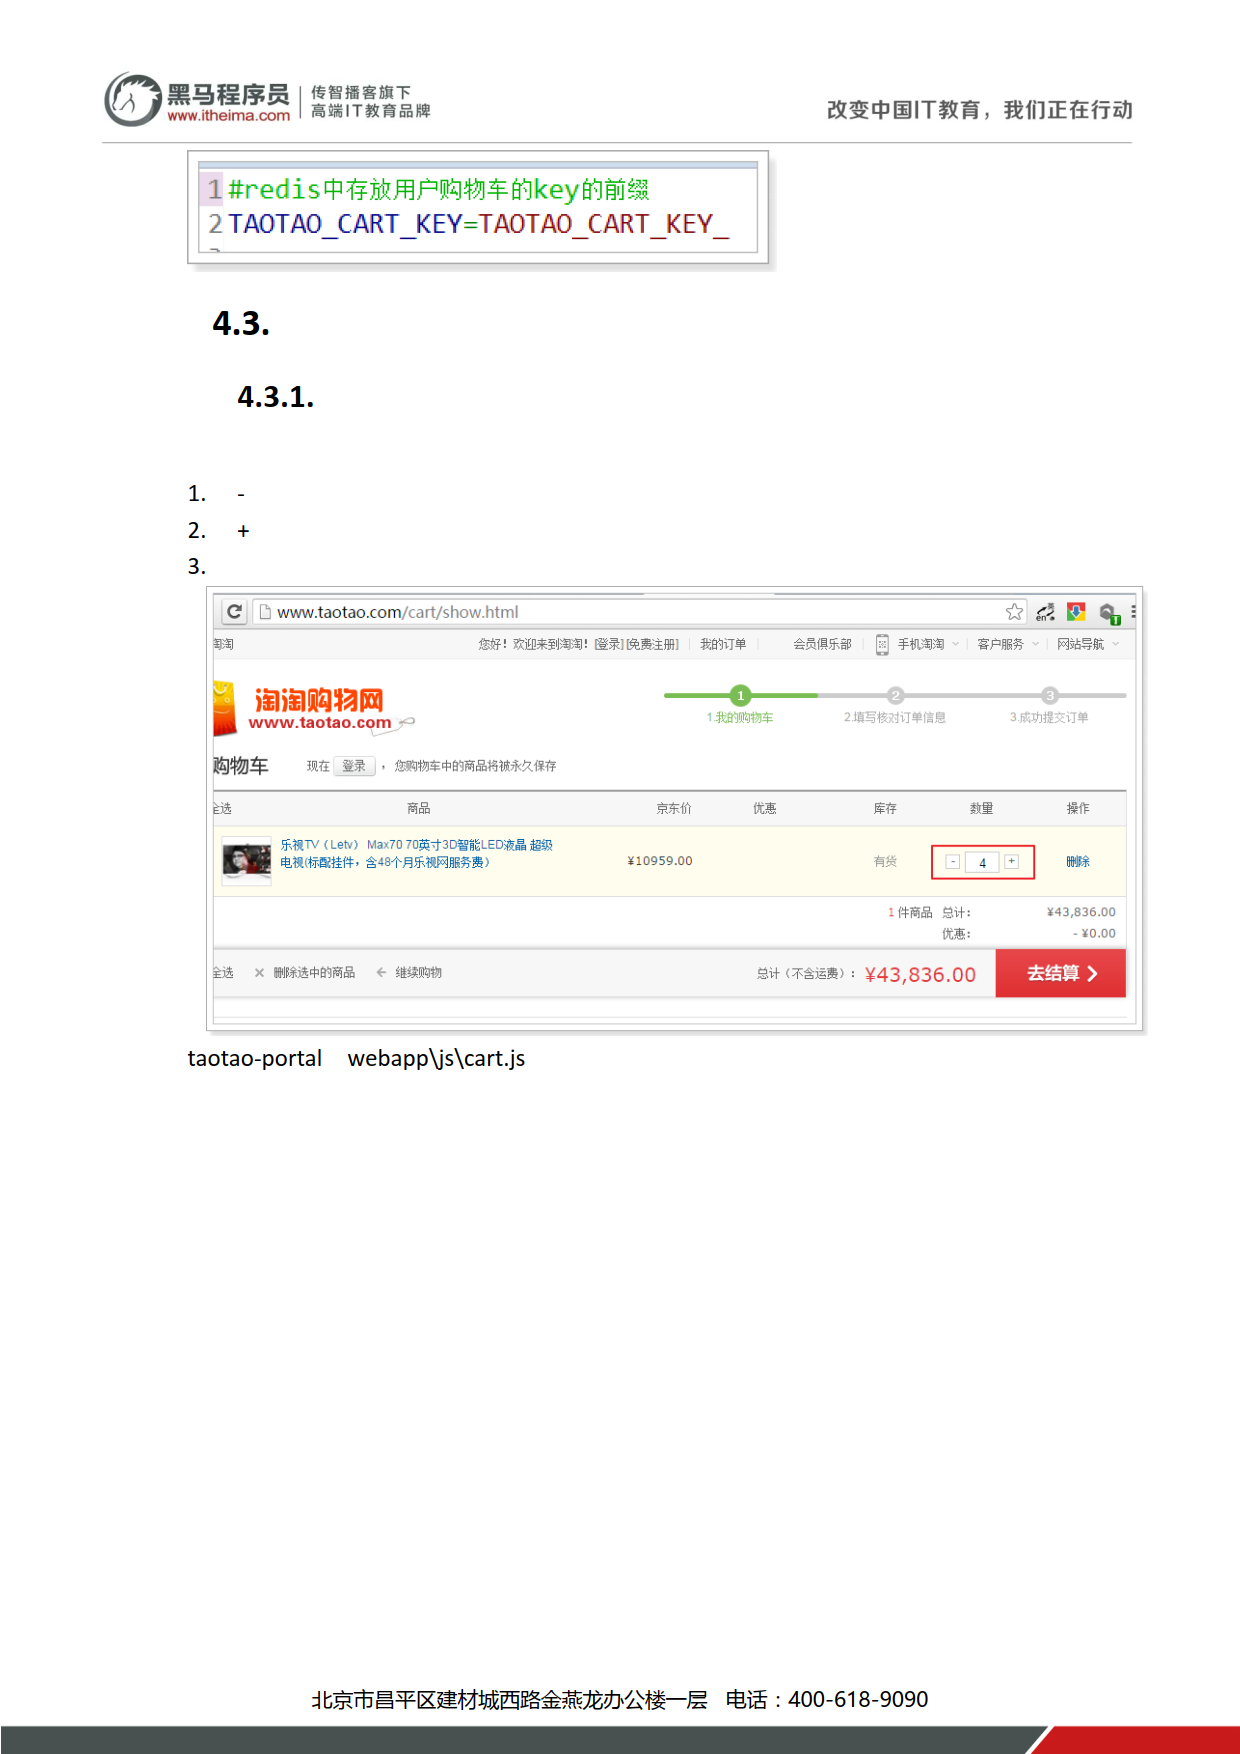 黑马程序员
www.itheima.com
传智播客旗下
高端IT教育品牌
改变中国IT教育，我们正在行动
1 #redis中存放用户购物车的key的前缀
2 TAOTAO_CART_KEY=TAOTAO_CART_KEY_
4.3.
4.3.1.
1. -
2. +
3.
www.taotao.com/cart/show.html
淘淘 您好！欢迎来到淘淘！[登录] [免费注册] 我的订单 会员俱乐部 手机淘淘 客户服务 网站导航
淘淘购物网
www.taotao.com
1 2 3
1.我的购物车 2.填写核对订单信息 3.成功提交订单
购物车 现在 登录 ，您购物车中的商品将被永久保存
全选 商品 京东价 优惠 库存 数量 操作
乐视TV（Letv） Max70 70英寸3D智能LED液晶 超级
电视(标配挂件，含48个月乐视网服务费)
¥10959.00 有货 - 4 + 删除
1 件商品 总计： ¥43,836.00
优惠： - ¥0.00
全选 × 删除选中的商品 ← 继续购物 总计（不含运费）： ¥43,836.00 去结算 >
taotao-portal webapp\js\cart.js
北京市昌平区建材城西路金燕龙办公楼一层 电话：400-618-9090